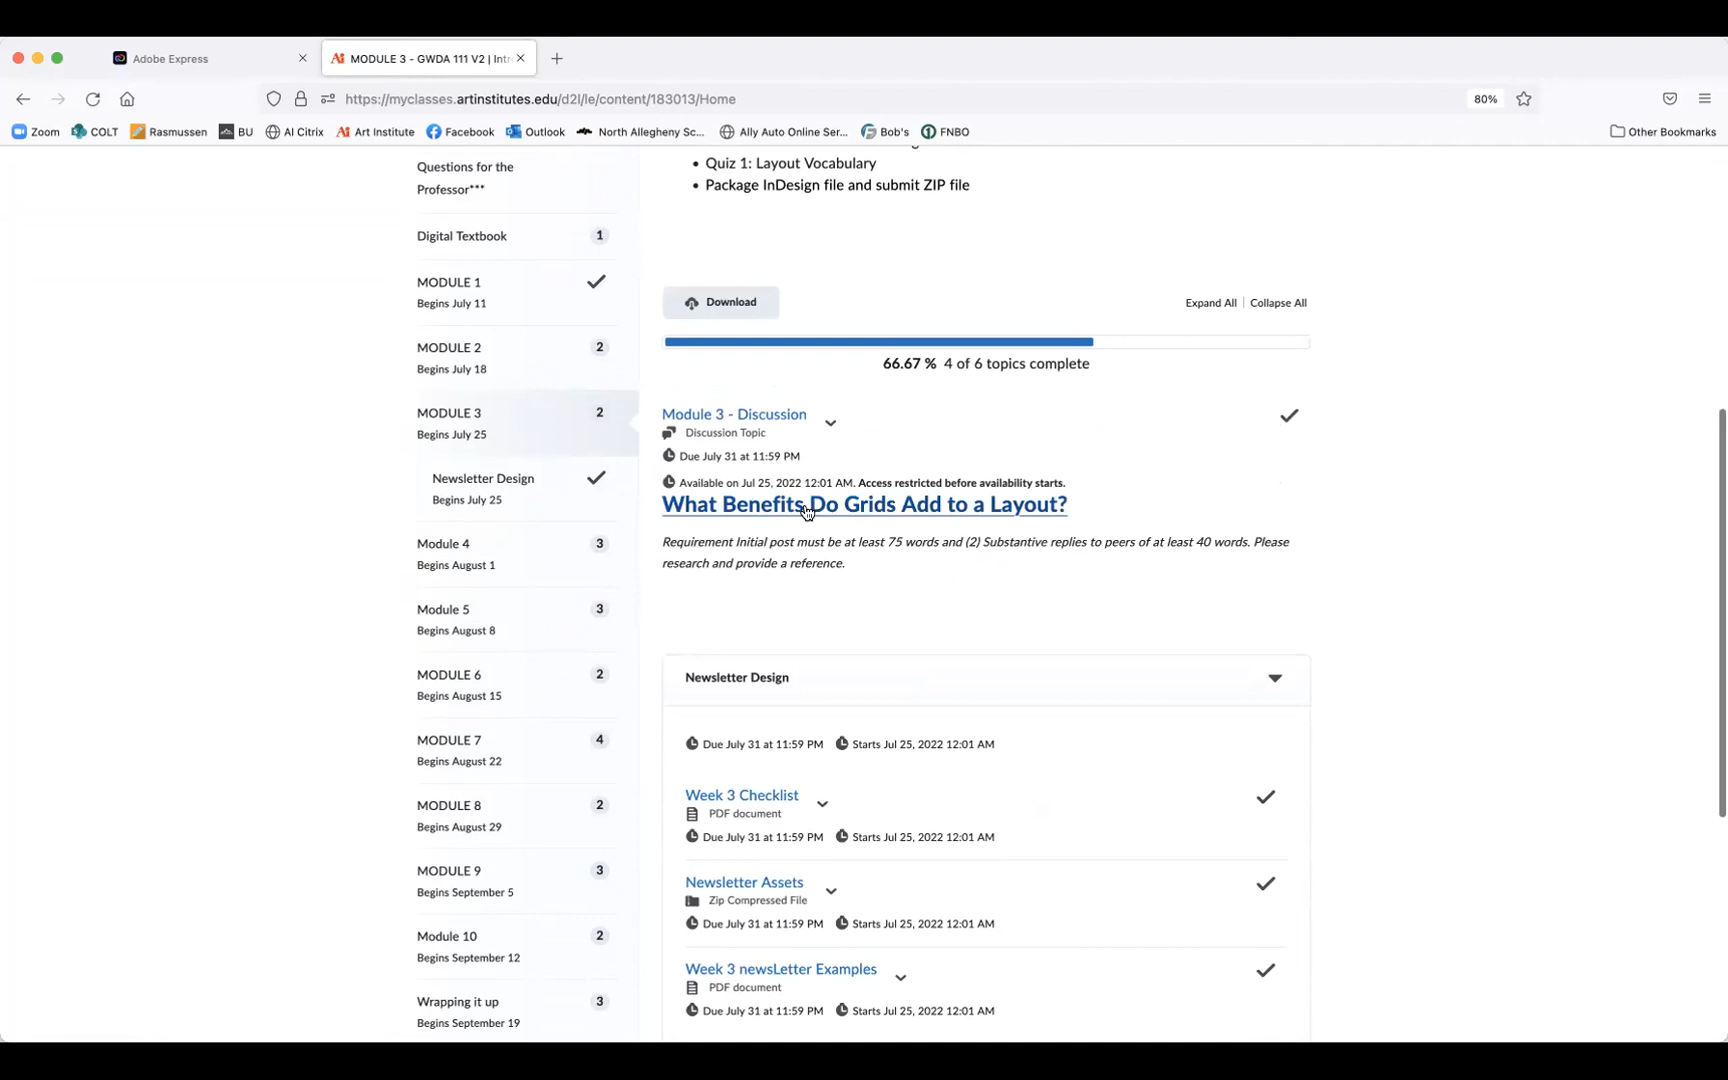 Adobe Express
MODULE 3 - GWDA 111 V2 | Intr
https://myclasses.artinstitutes.edu/d2l/le/content/183013/Home
80%
Zoom
COLT
Rasmussen
BU
AI Citrix
Art Institute
Facebook
Outlook
North Allegheny Sc...
Ally Auto Online Ser...
Bob's
FNBO
Other Bookmarks
Questions for the
Professor***
Digital Textbook 1
MODULE 1
Begins July 11
MODULE 2 2
Begins July 18
MODULE 3 2
Begins July 25
Newsletter Design
Begins July 25
Module 4 3
Begins August 1
Module 5 3
Begins August 8
MODULE 6 2
Begins August 15
MODULE 7 4
Begins August 22
MODULE 8 2
Begins August 29
MODULE 9 3
Begins September 5
Module 10 2
Begins September 12
Wrapping it up 3
Begins September 19
• Quiz 1: Layout Vocabulary
• Package InDesign file and submit ZIP file
Download
Expand All | Collapse All
66.67 % 4 of 6 topics complete
Module 3 - Discussion
Discussion Topic
Due July 31 at 11:59 PM
Available on Jul 25, 2022 12:01 AM. Access restricted before availability starts.
What Benefits Do Grids Add to a Layout?
Requirement Initial post must be at least 75 words and (2) Substantive replies to peers of at least 40 words. Please
research and provide a reference.
Newsletter Design
Due July 31 at 11:59 PM Starts Jul 25, 2022 12:01 AM
Week 3 Checklist
PDF document
Due July 31 at 11:59 PM Starts Jul 25, 2022 12:01 AM
Newsletter Assets
Zip Compressed File
Due July 31 at 11:59 PM Starts Jul 25, 2022 12:01 AM
Week 3 newsLetter Examples
PDF document
Due July 31 at 11:59 PM Starts Jul 25, 2022 12:01 AM